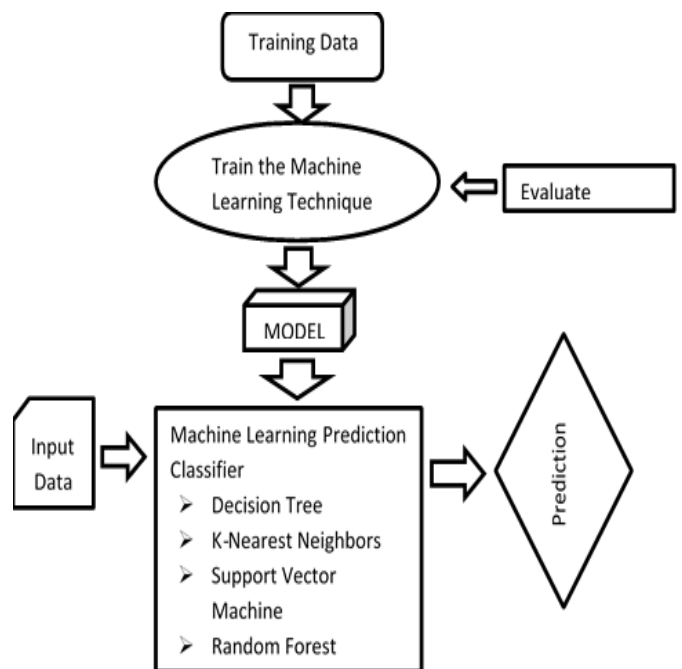 Training Data
Train the Machine
Learning Technique
Evaluate
MODEL
Input
Data
Machine Learning Prediction
Classifier
➢ Decision Tree
➢ K-Nearest Neighbors
➢ Support Vector
Machine
➢ Random Forest
Prediction